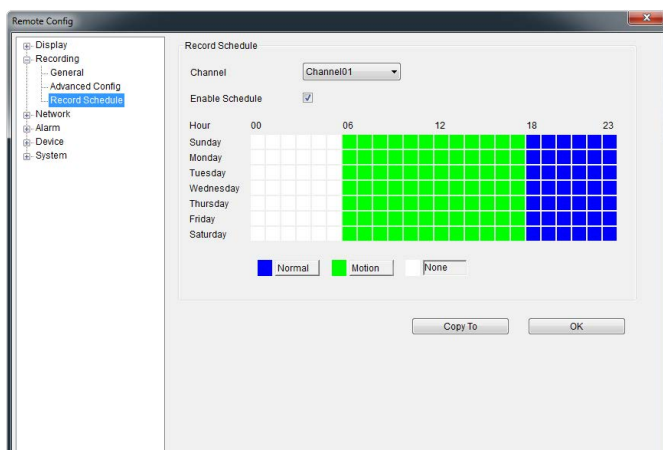 Remote Config
Display
Recording
General
Advanced Config
Record Schedule
Network
Alarm
Device
System
Record Schedule
Channel Channel01
Enable Schedule
Hour 00 06 12 18 23
Sunday
Monday
Tuesday
Wednesday
Thursday
Friday
Saturday
Normal Motion None
Copy To OK